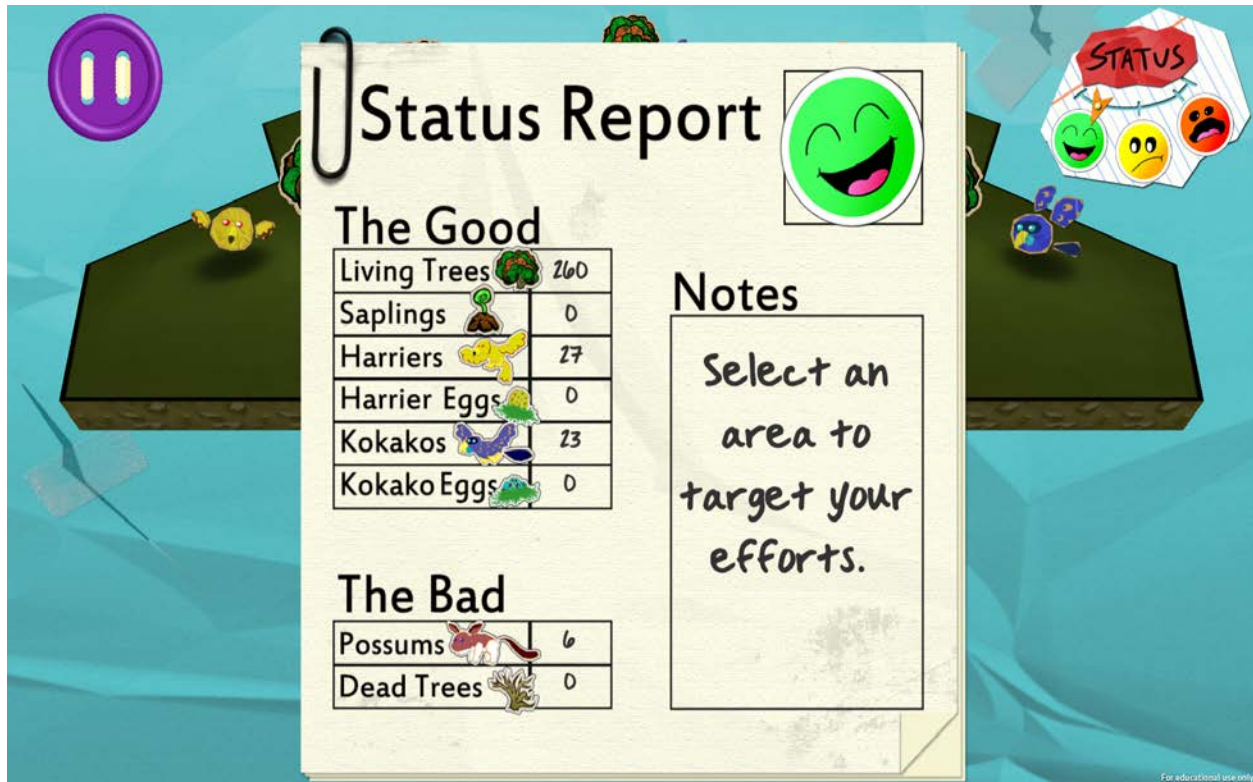 STATUS
Status Report
The Good
Living Trees 260
Saplings 0
Harriers 27
Harrier Eggs 0
Kokakos 23
Kokako Eggs 0
The Bad
Possums 6
Dead Trees 0
Notes
Select an
area to
target your
efforts.
For educational use only